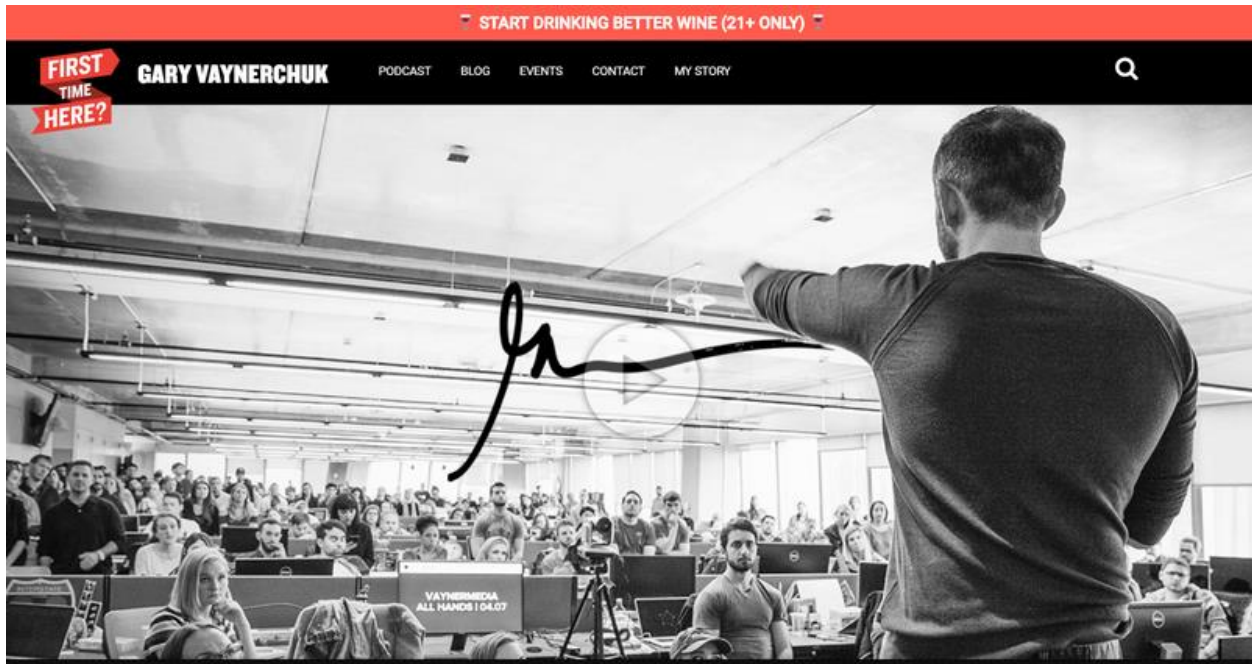 🍷 START DRINKING BETTER WINE (21+ ONLY) 🍷
FIRST
TIME
HERE?
GARY VAYNERCHUK
PODCAST BLOG EVENTS CONTACT MY STORY
VAYNERMEDIA
ALL HANDS | 04.07